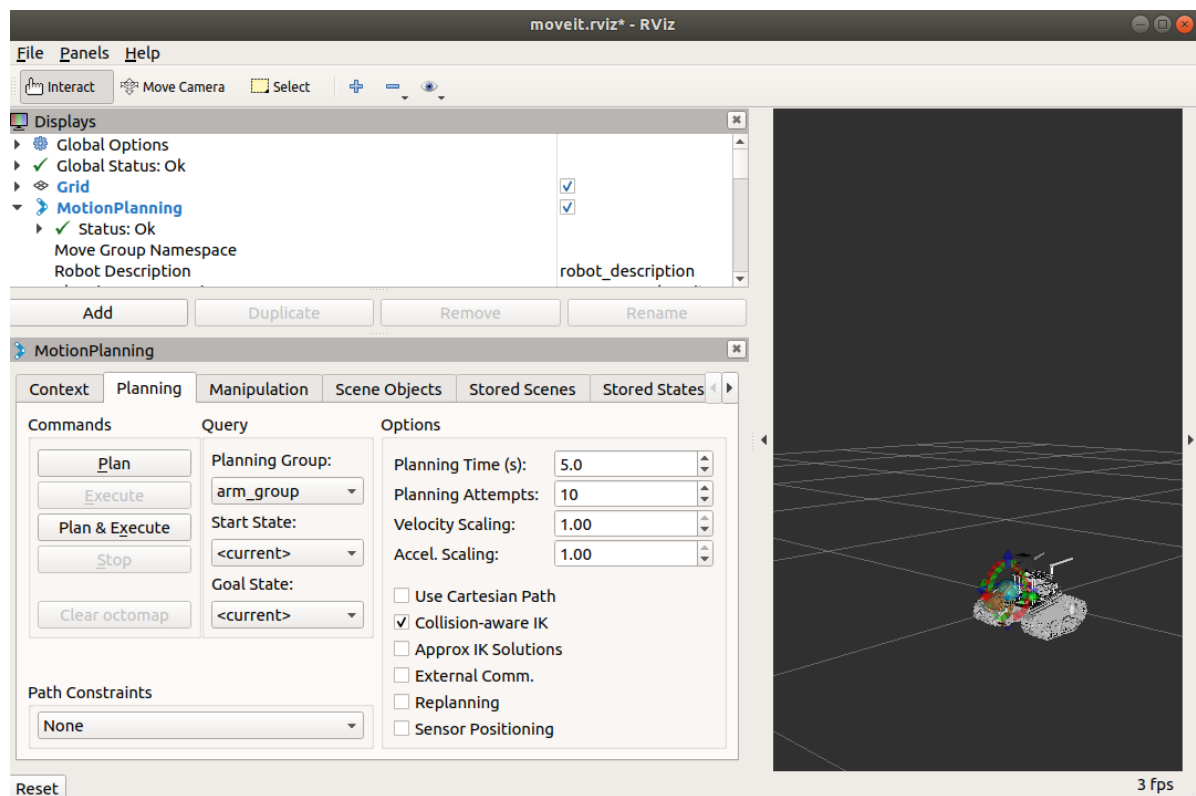 moveit.rviz* - RViz
File Panels Help
Interact Move Camera Select
Displays
Global Options
Global Status: Ok
Grid
MotionPlanning
Status: Ok
Move Group Namespace
Robot Description robot_description
Add Duplicate Remove Rename
MotionPlanning
Context Planning Manipulation Scene Objects Stored Scenes Stored States
Commands Query Options
Plan
Execute
Plan & Execute
Stop
Clear octomap
Planning Group:
arm_group
Start State:
<current>
Goal State:
<current>
Planning Time (s): 5.0
Planning Attempts: 10
Velocity Scaling: 1.00
Accel. Scaling: 1.00
Use Cartesian Path
Collision-aware IK
Approx IK Solutions
External Comm.
Replanning
Sensor Positioning
Path Constraints
None
Reset
3 fps